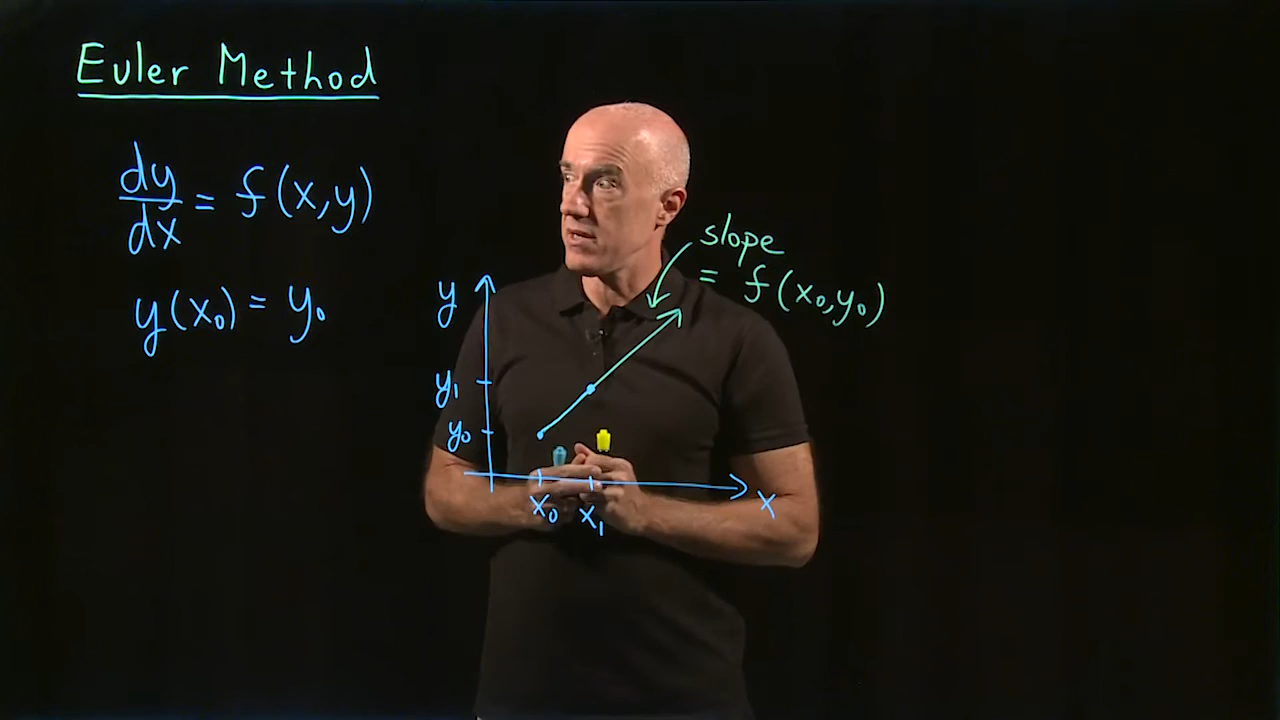 Euler Method
dy/dx = f(x,y)
y(x₀) = y₀
slope
= f(x₀,y₀)
y
y₁
y₀
x₀
x₁
x